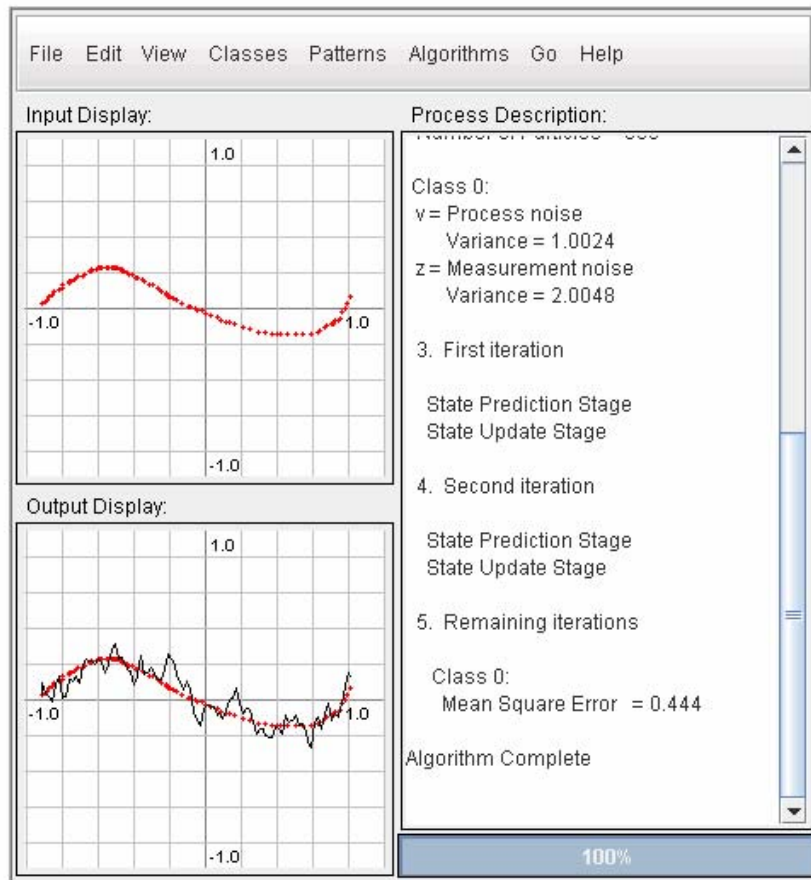 File Edit View Classes Patterns Algorithms Go Help
Input Display:
1.0
-1.0
1.0
-1.0
Output Display:
1.0
-1.0
1.0
-1.0
Process Description:
Class 0:
v = Process noise
Variance = 1.0024
z = Measurement noise
Variance = 2.0048
3. First iteration
State Prediction Stage
State Update Stage
4. Second iteration
State Prediction Stage
State Update Stage
5. Remaining iterations
Class 0:
Mean Square Error = 0.444
Algorithm Complete
100%